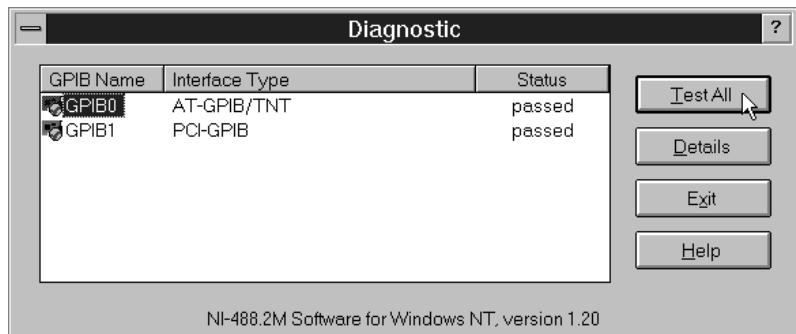 Diagnostic
?
GPIB Name Interface Type Status
GPIB0 AT-GPIB/TNT passed
GPIB1 PCI-GPIB passed
Test All
Details
Exit
Help
NI-488.2M Software for Windows NT, version 1.20